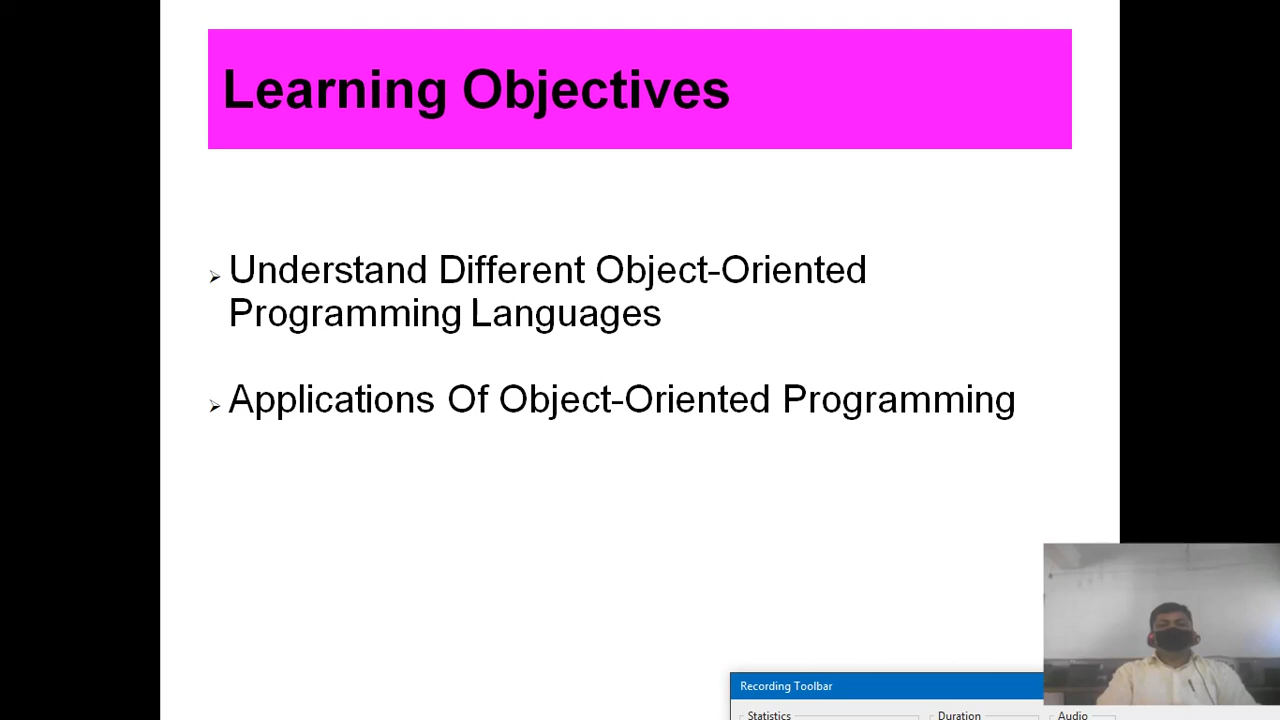 Learning Objectives
Understand Different Object-Oriented
Programming Languages
Applications Of Object-Oriented Programming
Recording Toolbar
Statistics
Duration
Audio